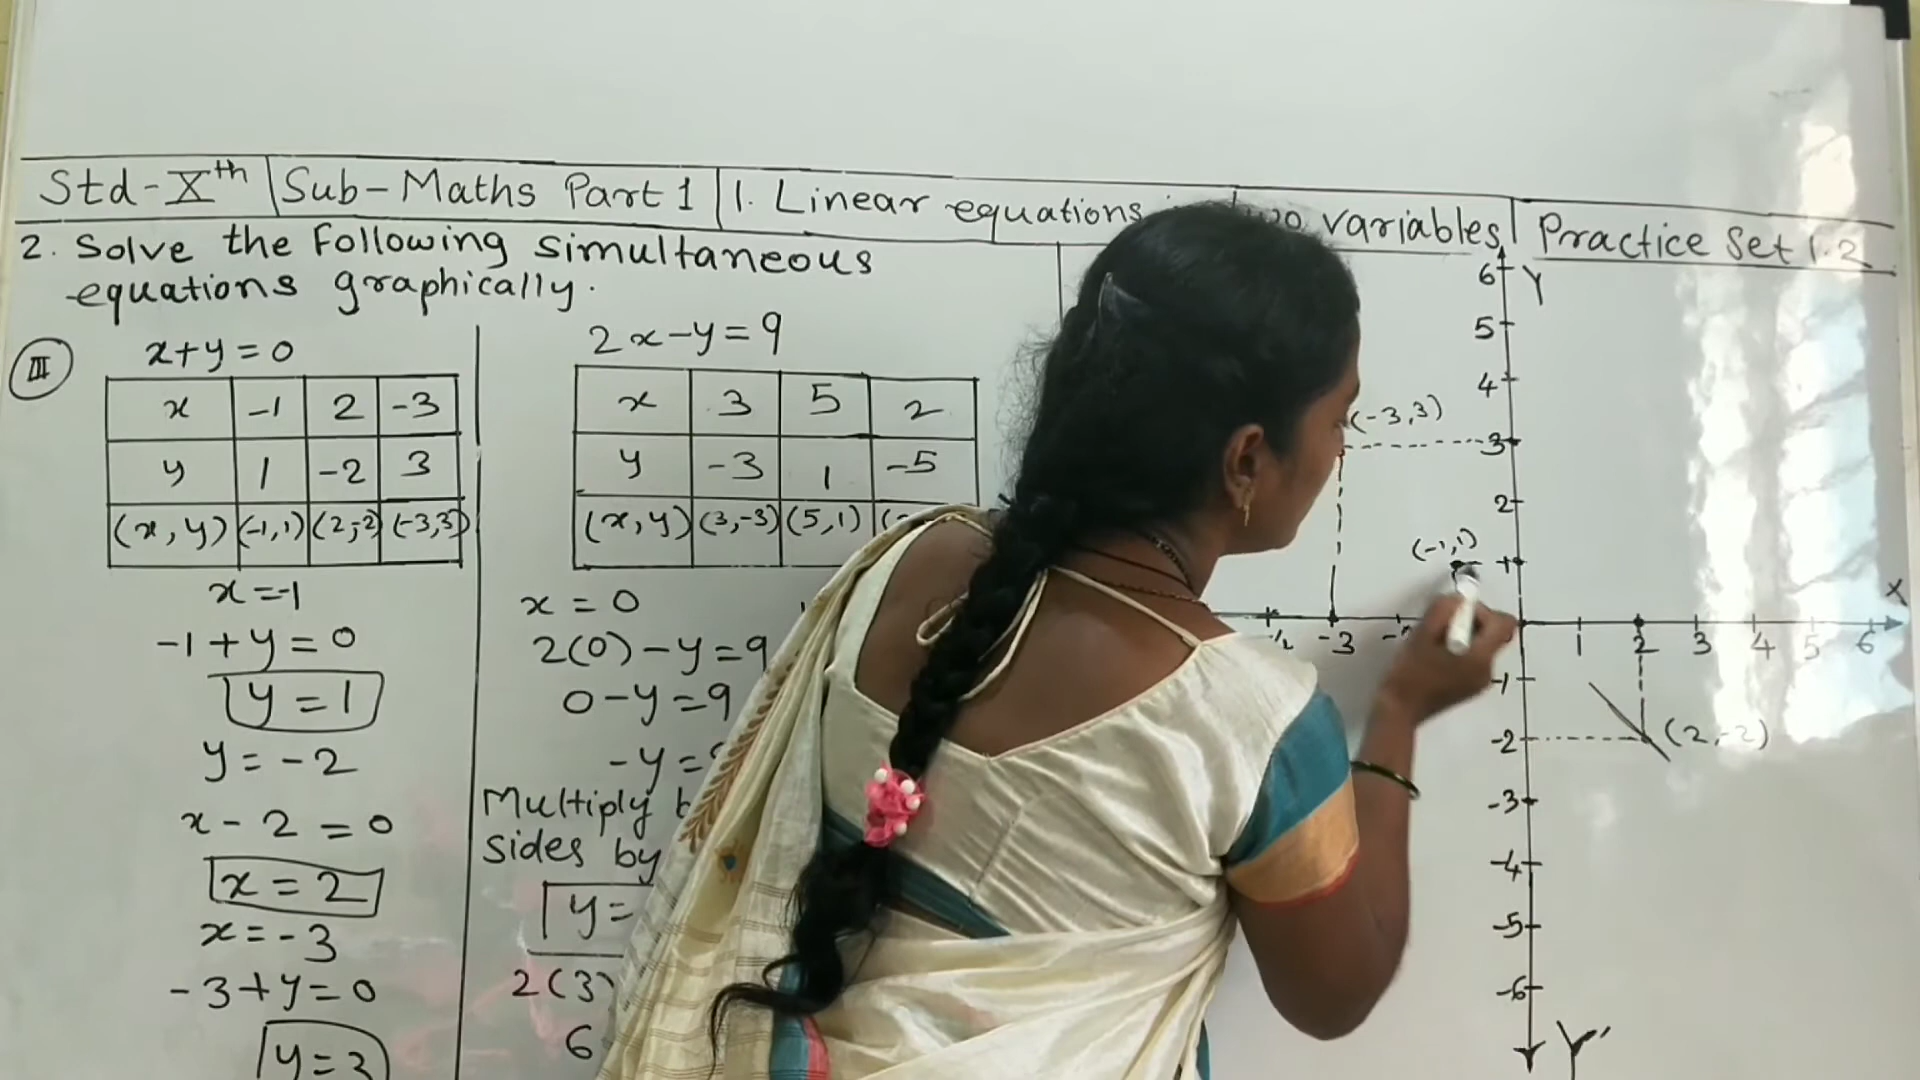 Std-Xth | Sub-Maths Part 1 | 1. Linear equations two variables | Practice Set 1.2
2. Solve the Following Simultaneous
equations graphically.
III
x+y=0
x | -1 | 2 | -3
y | 1 | -2 | 3
(x,y) | (-1,1) | (2,-2) | (-3,3)
x=-1
-1+y=0
y=1
y=-2
x-2=0
x=2
x=-3
-3+y=0
y=3
2x-y=9
x | 3 | 5 | 2
y | -3 | 1 | -5
(x,y) | (3,-3) | (5,1)
x=0
2(0)-y=9
0-y=9
-y=
Multiply
sides by
y=
2(3)
6
Y
6
5
4
(-3,3)
3
2
(-1,1)
1
X
-3
1 2 3 4 5 6
-1
-2
(2,-2)
-3
-4
-5
-6
Y'